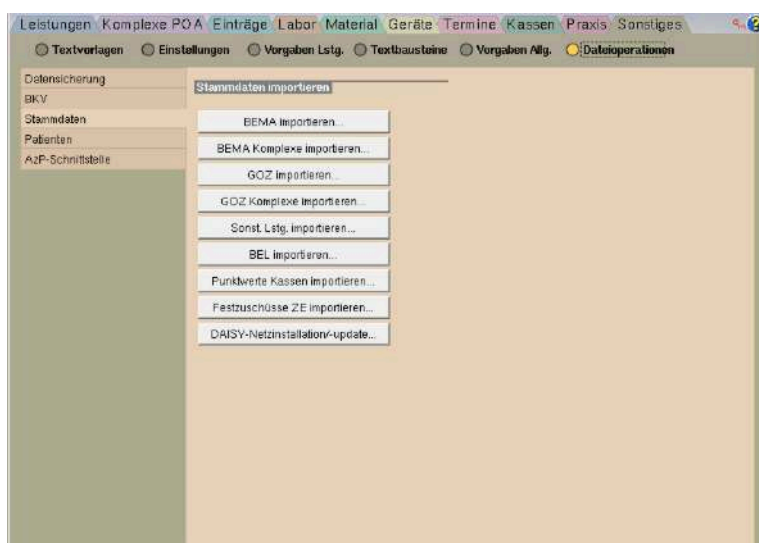 Leistungen Komplexe POA Einträge Labor Material Geräte Termine Kassen Praxis Sonstiges
Textvorlagen Einstellungen Vorgaben Lstg. Textbausteine Vorgaben Allg. Dateioperationen
Datensicherung
BKV
Stammdaten
Patienten
AzP-Schnittstelle
Stammdaten importieren
BEMA importieren...
BEMA Komplexe importieren...
GOZ importieren...
GOZ Komplexe importieren...
Sonst. Lstg. importieren...
BEL importieren...
Punktwerte Kassen importieren...
Festzuschüsse ZE importieren...
DAISY-Netzinstallation/-update...